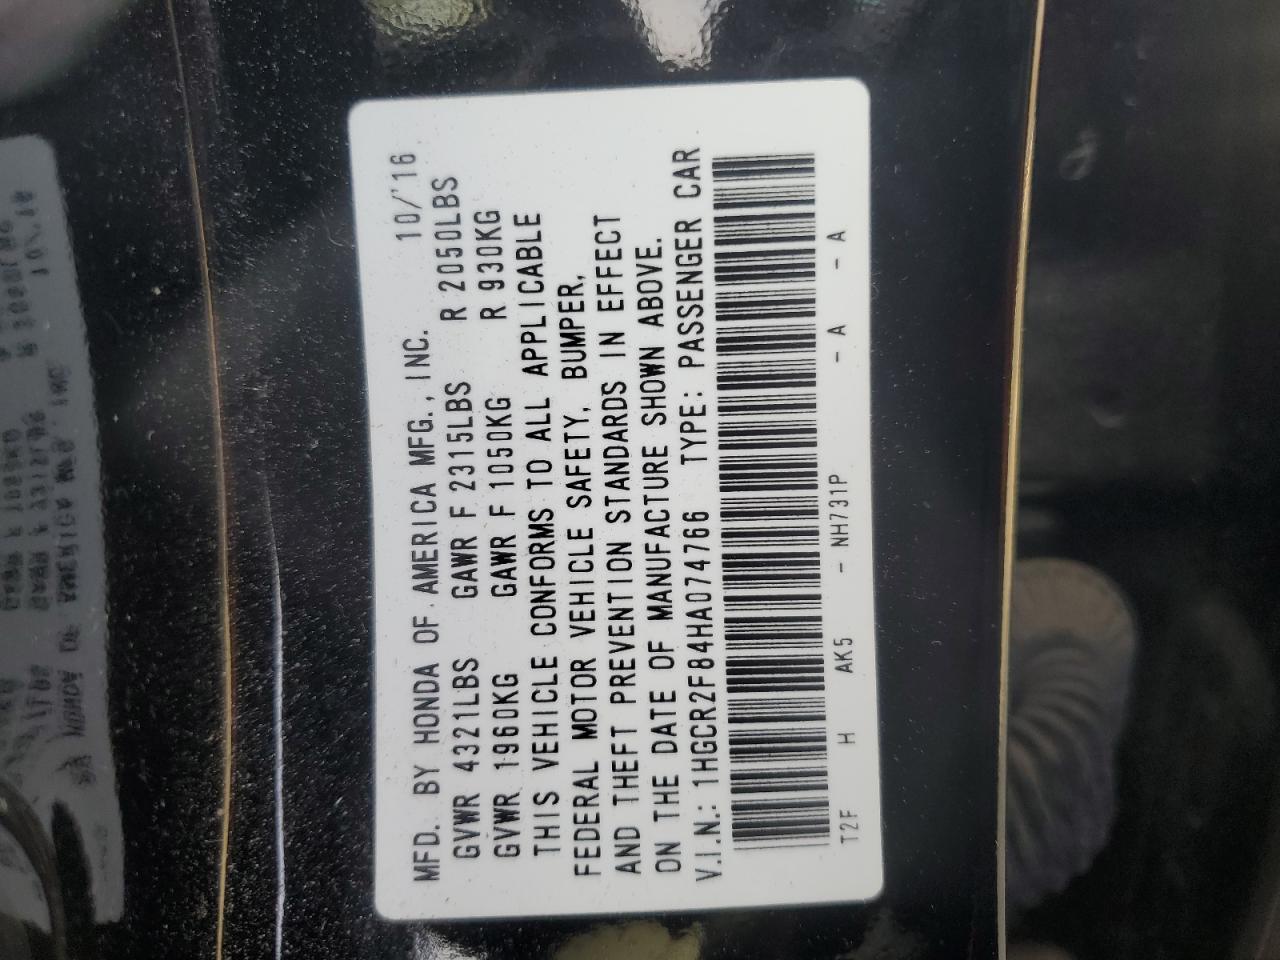 MFD. BY HONDA OF AMERICA MFG., INC. 10/'16
GVWR 4321LBS GAWR F 2315LBS R 2050LBS
GVWR 1960KG GAWR F 1050KG R 930KG
THIS VEHICLE CONFORMS TO ALL APPLICABLE
FEDERAL MOTOR VEHICLE SAFETY, BUMPER,
AND THEFT PREVENTION STANDARDS IN EFFECT
ON THE DATE OF MANUFACTURE SHOWN ABOVE.
V.I.N.: 1HGCR2F84HA074766 TYPE: PASSENGER CAR
T2F H AK5 - NH731P - A - A